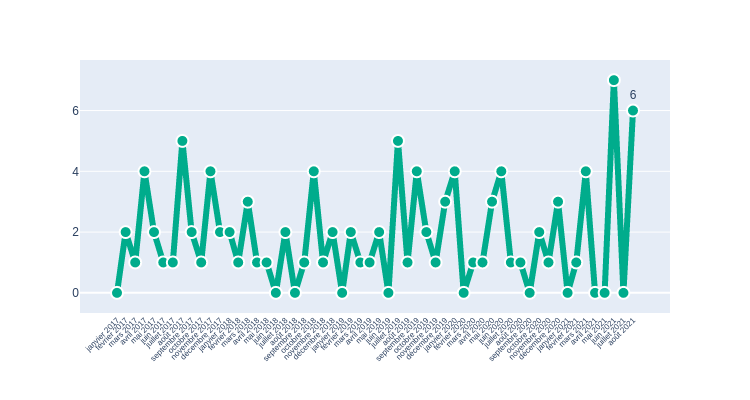 6
6
4
2
0
janvier 2017
février 2017
mars 2017
avril 2017
mai 2017
juin 2017
juillet 2017
août 2017
septembre 2017
octobre 2017
novembre 2017
décembre 2017
janvier 2018
février 2018
mars 2018
avril 2018
mai 2018
juin 2018
juillet 2018
août 2018
septembre 2018
octobre 2018
novembre 2018
décembre 2018
janvier 2019
février 2019
mars 2019
avril 2019
mai 2019
juin 2019
juillet 2019
août 2019
septembre 2019
octobre 2019
novembre 2019
décembre 2019
janvier 2020
février 2020
mars 2020
avril 2020
mai 2020
juin 2020
juillet 2020
août 2020
septembre 2020
octobre 2020
novembre 2020
décembre 2020
janvier 2021
février 2021
mars 2021
avril 2021
mai 2021
juin 2021
juillet 2021
août 2021